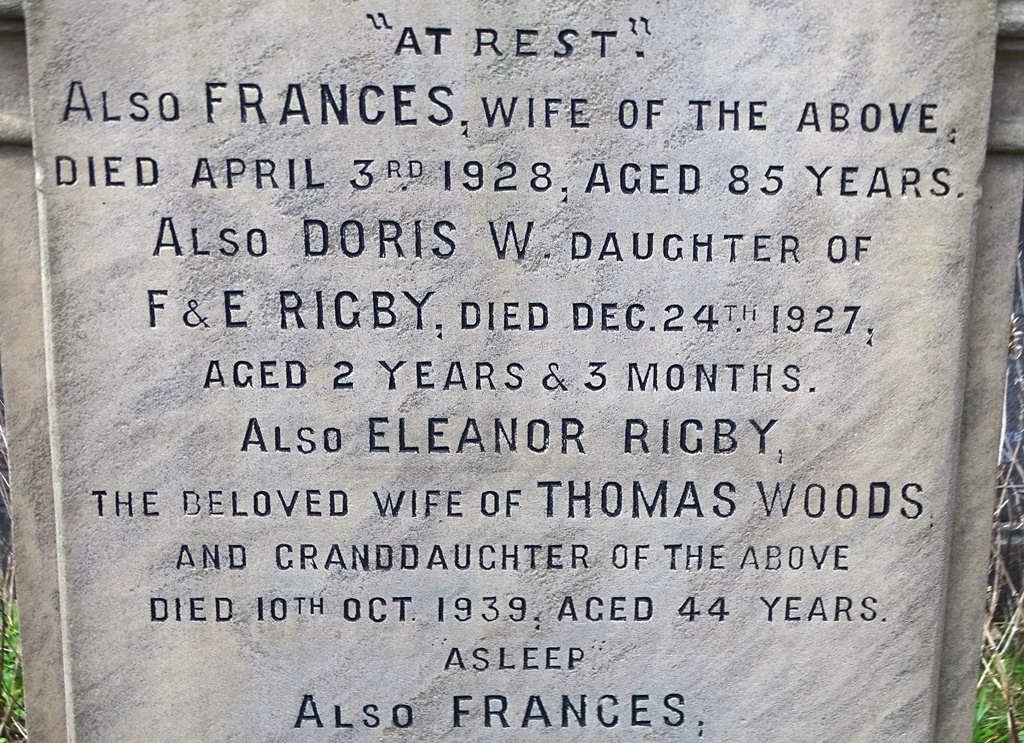 "AT REST".
ALSO FRANCES, WIFE OF THE ABOVE,
DIED APRIL 3RD 1928, AGED 85 YEARS.
ALSO DORIS W. DAUGHTER OF
F & E RIGBY, DIED DEC. 24TH 1927,
AGED 2 YEARS & 3 MONTHS.
ALSO ELEANOR RIGBY,
THE BELOVED WIFE OF THOMAS WOODS,
AND GRANDDAUGHTER OF THE ABOVE
DIED 10TH OCT. 1939, AGED 44 YEARS.
ASLEEP
ALSO FRANCES,